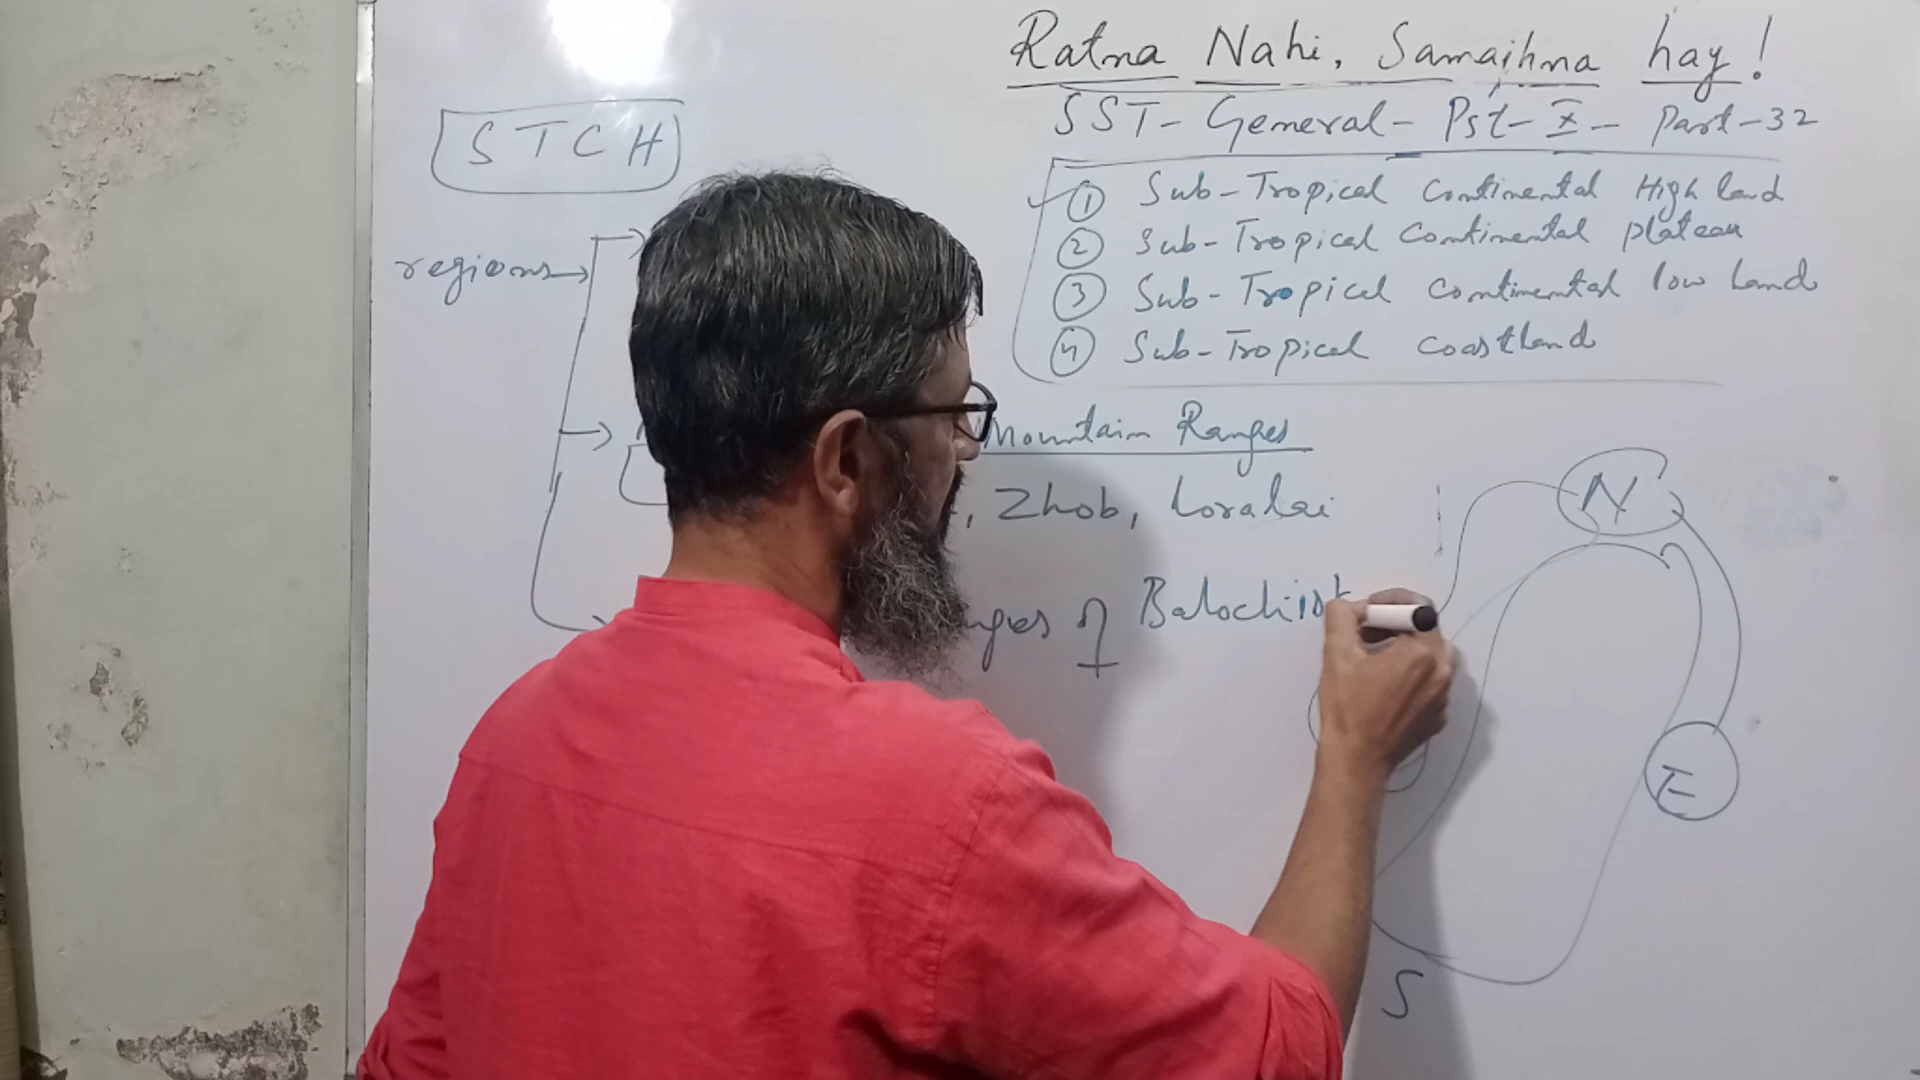 Ratna Nahi, Samajhna hay!
SST- General- Pst-X- Part-32
STCH
① Sub-Tropical Continental High land
② Sub-Tropical Continental plateau
③ Sub-Tropical Continental low Land
④ Sub-Tropical coastland
regions
Mountain Ranges
, Zhob, Loralai
of Balochist
N
E
S